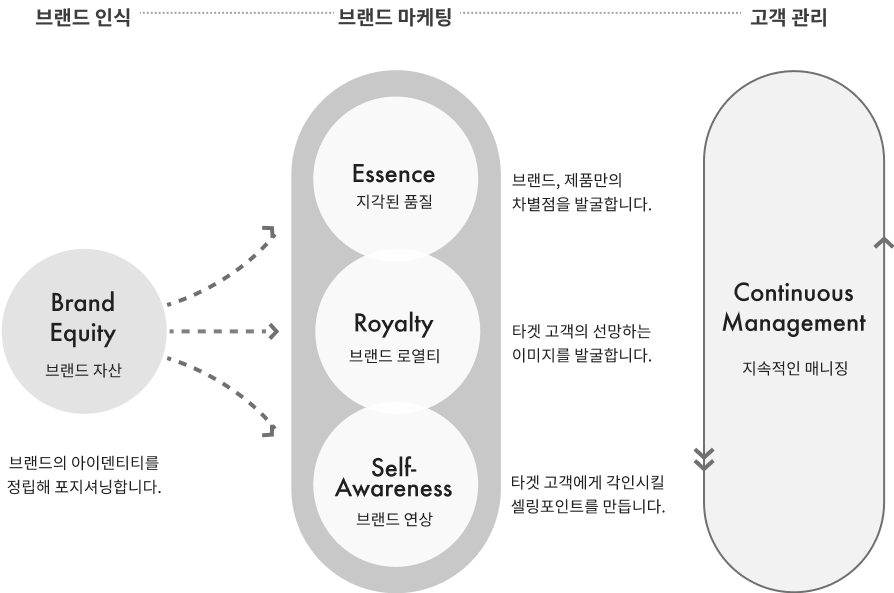 브랜드 인식
브랜드 마케팅
고객 관리
Brand
Equity
브랜드 자산
브랜드의 아이덴티티를
정립해 포지셔닝합니다.
Essence
지각된 품질
브랜드, 제품만의
차별점을 발굴합니다.
Royalty
브랜드 로열티
타겟 고객의 선망하는
이미지를 발굴합니다.
Self-
Awareness
브랜드 연상
타겟 고객에게 각인시킬
셀링포인트를 만듭니다.
Continuous
Management
지속적인 매니징